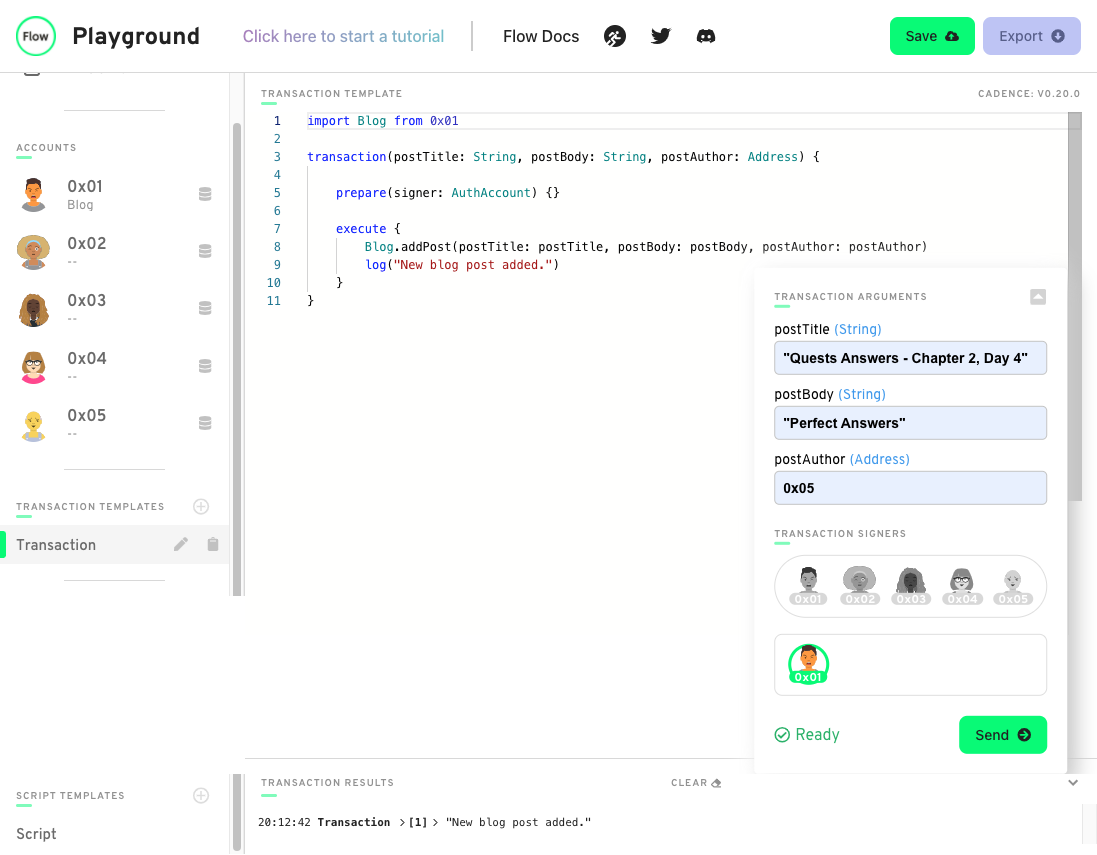 Flow Playground Click here to start a tutorial Flow Docs Save Export
ACCOUNTS
0x01
Blog
0x02
--
0x03
--
0x04
--
0x05
--
TRANSACTION TEMPLATES
Transaction
SCRIPT TEMPLATES
Script
TRANSACTION TEMPLATE CADENCE: V0.20.0
1 import Blog from 0x01
2
3 transaction(postTitle: String, postBody: String, postAuthor: Address) {
4
5 prepare(signer: AuthAccount) {}
6
7 execute {
8 Blog.addPost(postTitle: postTitle, postBody: postBody, postAuthor: postAuthor)
9 log("New blog post added.")
10 }
11 }
TRANSACTION ARGUMENTS
postTitle (String)
"Quests Answers - Chapter 2, Day 4"
postBody (String)
"Perfect Answers"
postAuthor (Address)
0x05
TRANSACTION SIGNERS
0x01 0x02 0x03 0x04 0x05
0x01
Ready Send
TRANSACTION RESULTS CLEAR
20:12:42 Transaction >[1]> "New blog post added."